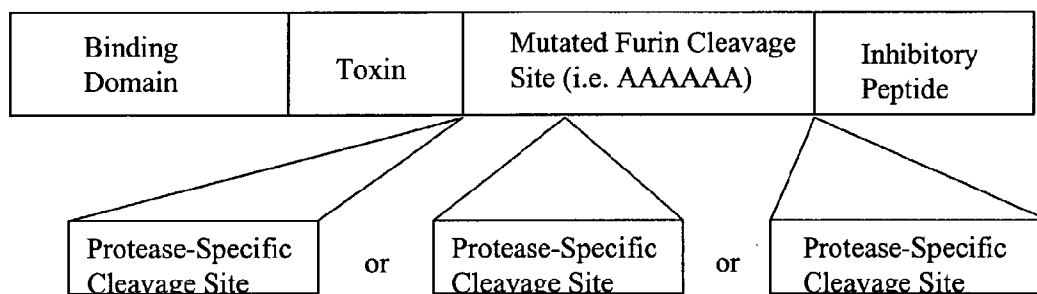 Binding
Domain
Toxin
Mutated Furin Cleavage
Site (i.e. AAAAAA)
Inhibitory
Peptide
Protease-Specific
Cleavage Site
or
Protease-Specific
Cleavage Site
or
Protease-Specific
Cleavage Site